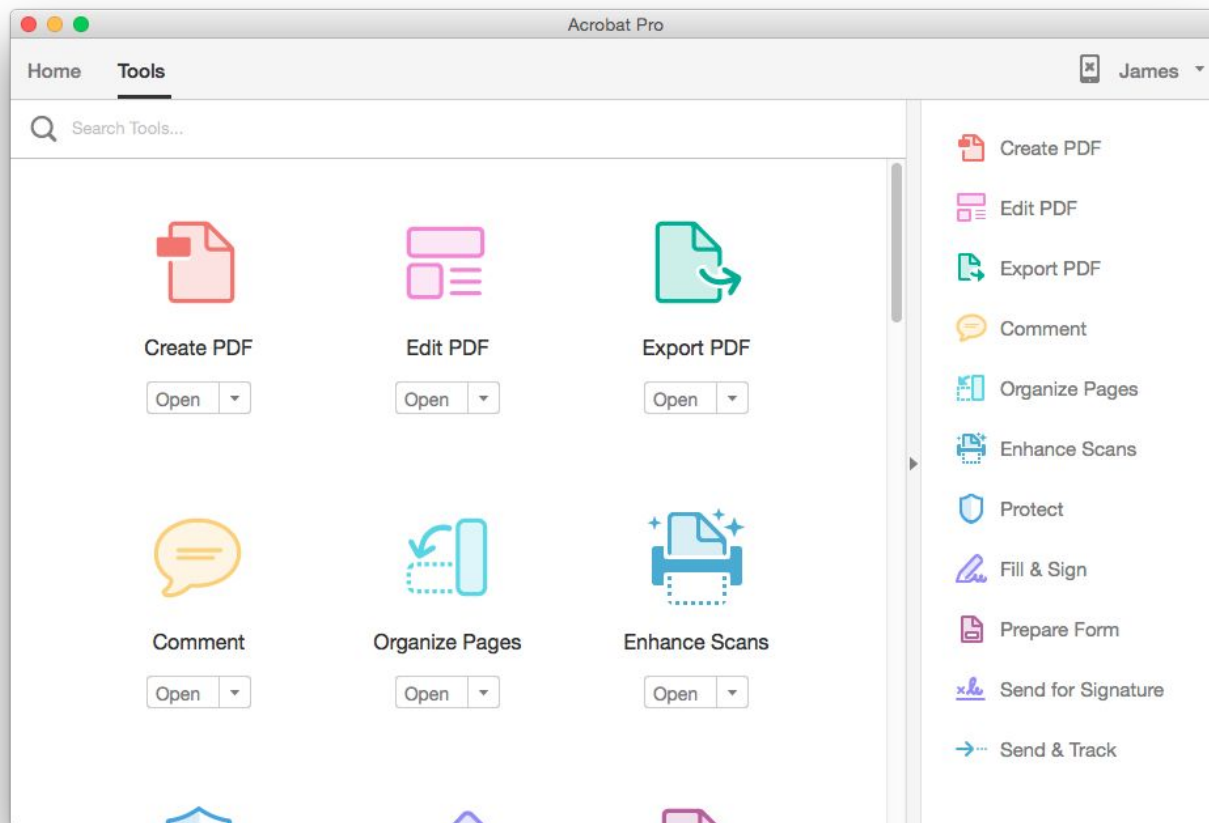 Acrobat Pro
Home Tools James
Search Tools...
Create PDF Edit PDF Export PDF
Open Open Open
Comment Organize Pages Enhance Scans
Open Open Open
Create PDF
Edit PDF
Export PDF
Comment
Organize Pages
Enhance Scans
Protect
Fill & Sign
Prepare Form
Send for Signature
Send & Track